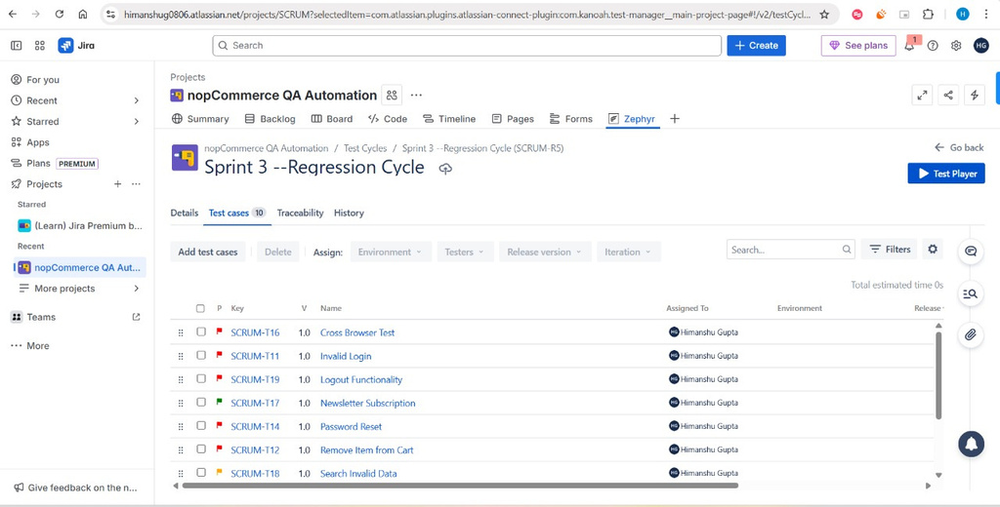 himanshug0806.atlassian.net/projects/SCRUM?selectedItem=com.atlassian.plugins.atlassian-connect-plugin:com.kanoah.test-manager__main-project-page#!/v2/testCycl...
H
Jira
Search
+ Create
See plans
1
HG
For you
Recent
Starred
Apps
Plans PREMIUM
Projects
Starred
(Learn) Jira Premium b...
Recent
nopCommerce QA Aut...
More projects
Teams
More
Give feedback on the n...
Projects
nopCommerce QA Automation
Summary Backlog Board Code Timeline Pages Forms Zephyr
nopCommerce QA Automation / Test Cycles / Sprint 3 --Regression Cycle (SCRUM-R5)
Go back
Sprint 3 --Regression Cycle
Test Player
Details Test cases 10 Traceability History
Add test cases Delete Assign: Environment Testers Release version Iteration Search... Filters
Total estimated time 0s
P Key V Name Assigned To Environment Release
SCRUM-T16 1.0 Cross Browser Test HG Himanshu Gupta
SCRUM-T11 1.0 Invalid Login HG Himanshu Gupta
SCRUM-T19 1.0 Logout Functionality HG Himanshu Gupta
SCRUM-T17 1.0 Newsletter Subscription HG Himanshu Gupta
SCRUM-T14 1.0 Password Reset HG Himanshu Gupta
SCRUM-T12 1.0 Remove Item from Cart HG Himanshu Gupta
SCRUM-T18 1.0 Search Invalid Data HG Himanshu Gupta